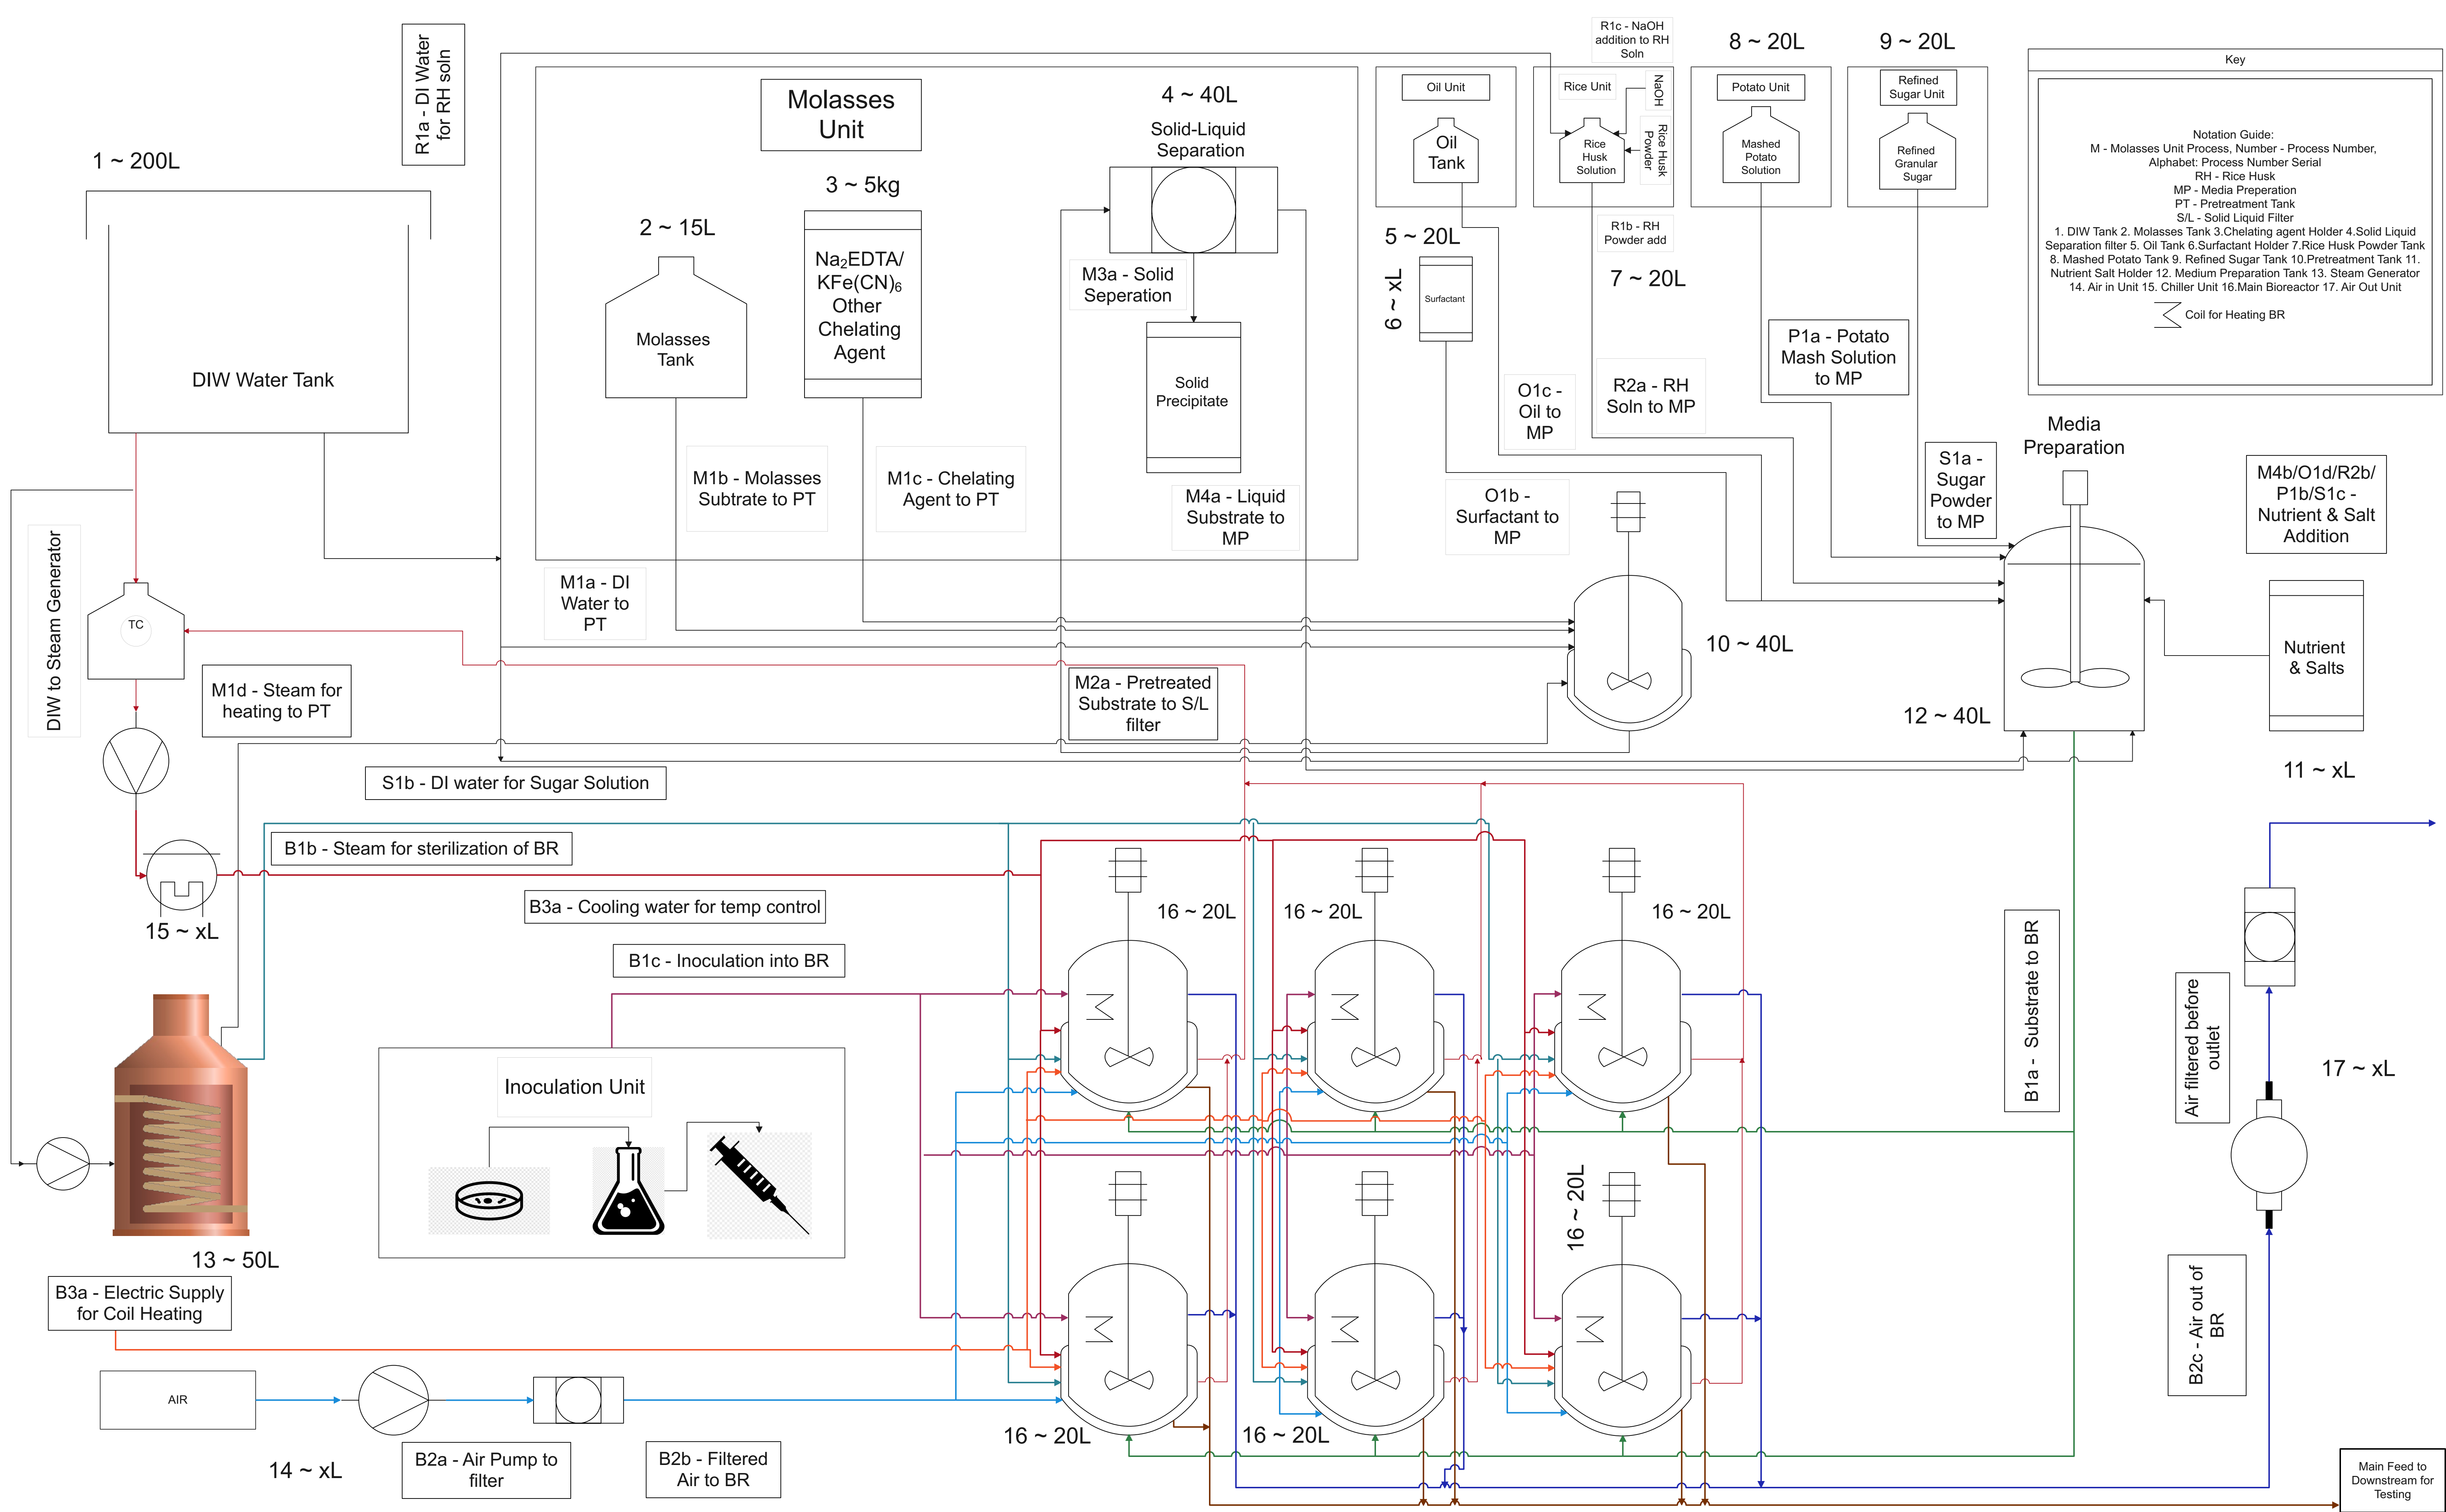 R1a - DI Water
for RH soln
1 ~ 200L
DIW Water Tank
DIW to Steam Generator
TC
M1d - Steam for
heating to PT
Molasses
Unit
2 ~ 15L
Molasses
Tank
3 ~ 5kg
Na₂EDTA/
KFe(CN)₆
Other
Chelating
Agent
4 ~ 40L
Solid-Liquid
Separation
M3a - Solid
Seperation
Solid
Precipitate
M1b - Molasses
Subtrate to PT
M1c - Chelating
Agent to PT
M4a - Liquid
Substrate to
MP
M1a - DI
Water to
PT
M2a - Pretreated
Substrate to S/L
filter
Oil Unit
Oil
Tank
5 ~ 20L
6 ~ xL
Surfactant
R1c - NaOH
addition to RH
Soln
Rice Unit
NaOH
Rice
Husk
Solution
Rice Husk
Powder
R1b - RH
Powder add
7 ~ 20L
8 ~ 20L
Potato Unit
Mashed
Potato
Solution
9 ~ 20L
Refined
Sugar Unit
Refined
Granular
Sugar
O1c -
Oil to
MP
R2a - RH
Soln to MP
P1a - Potato
Mash Solution
to MP
O1b -
Surfactant to
MP
S1a -
Sugar
Powder
to MP
10 ~ 40L
Key
Notation Guide:
M - Molasses Unit Process, Number - Process Number,
Alphabet: Process Number Serial
RH - Rice Husk
MP - Media Preperation
PT - Pretreatment Tank
S/L - Solid Liquid Filter
1. DIW Tank 2. Molasses Tank 3.Chelating agent Holder 4.Solid Liquid
Separation filter 5. Oil Tank 6.Surfactant Holder 7.Rice Husk Powder Tank
8. Mashed Potato Tank 9. Refined Sugar Tank 10.Pretreatment Tank 11.
Nutrient Salt Holder 12. Medium Preparation Tank 13. Steam Generator
14. Air in Unit 15. Chiller Unit 16.Main Bioreactor 17. Air Out Unit
Coil for Heating BR
Media
Preparation
M4b/O1d/R2b/
P1b/S1c -
Nutrient & Salt
Addition
Nutrient
& Salts
12 ~ 40L
11 ~ xL
S1b - DI water for Sugar Solution
B1b - Steam for sterilization of BR
15 ~ xL
B3a - Cooling water for temp control
B1c - Inoculation into BR
Inoculation Unit
13 ~ 50L
B3a - Electric Supply
for Coil Heating
AIR
14 ~ xL
B2a - Air Pump to
filter
B2b - Filtered
Air to BR
16 ~ 20L
16 ~ 20L
16 ~ 20L
16 ~ 20L
16 ~ 20L
16 ~ 20L
B1a - Substrate to BR
Air filtered before
outlet
17 ~ xL
B2c - Air out of
BR
Main Feed to
Downstream for
Testing